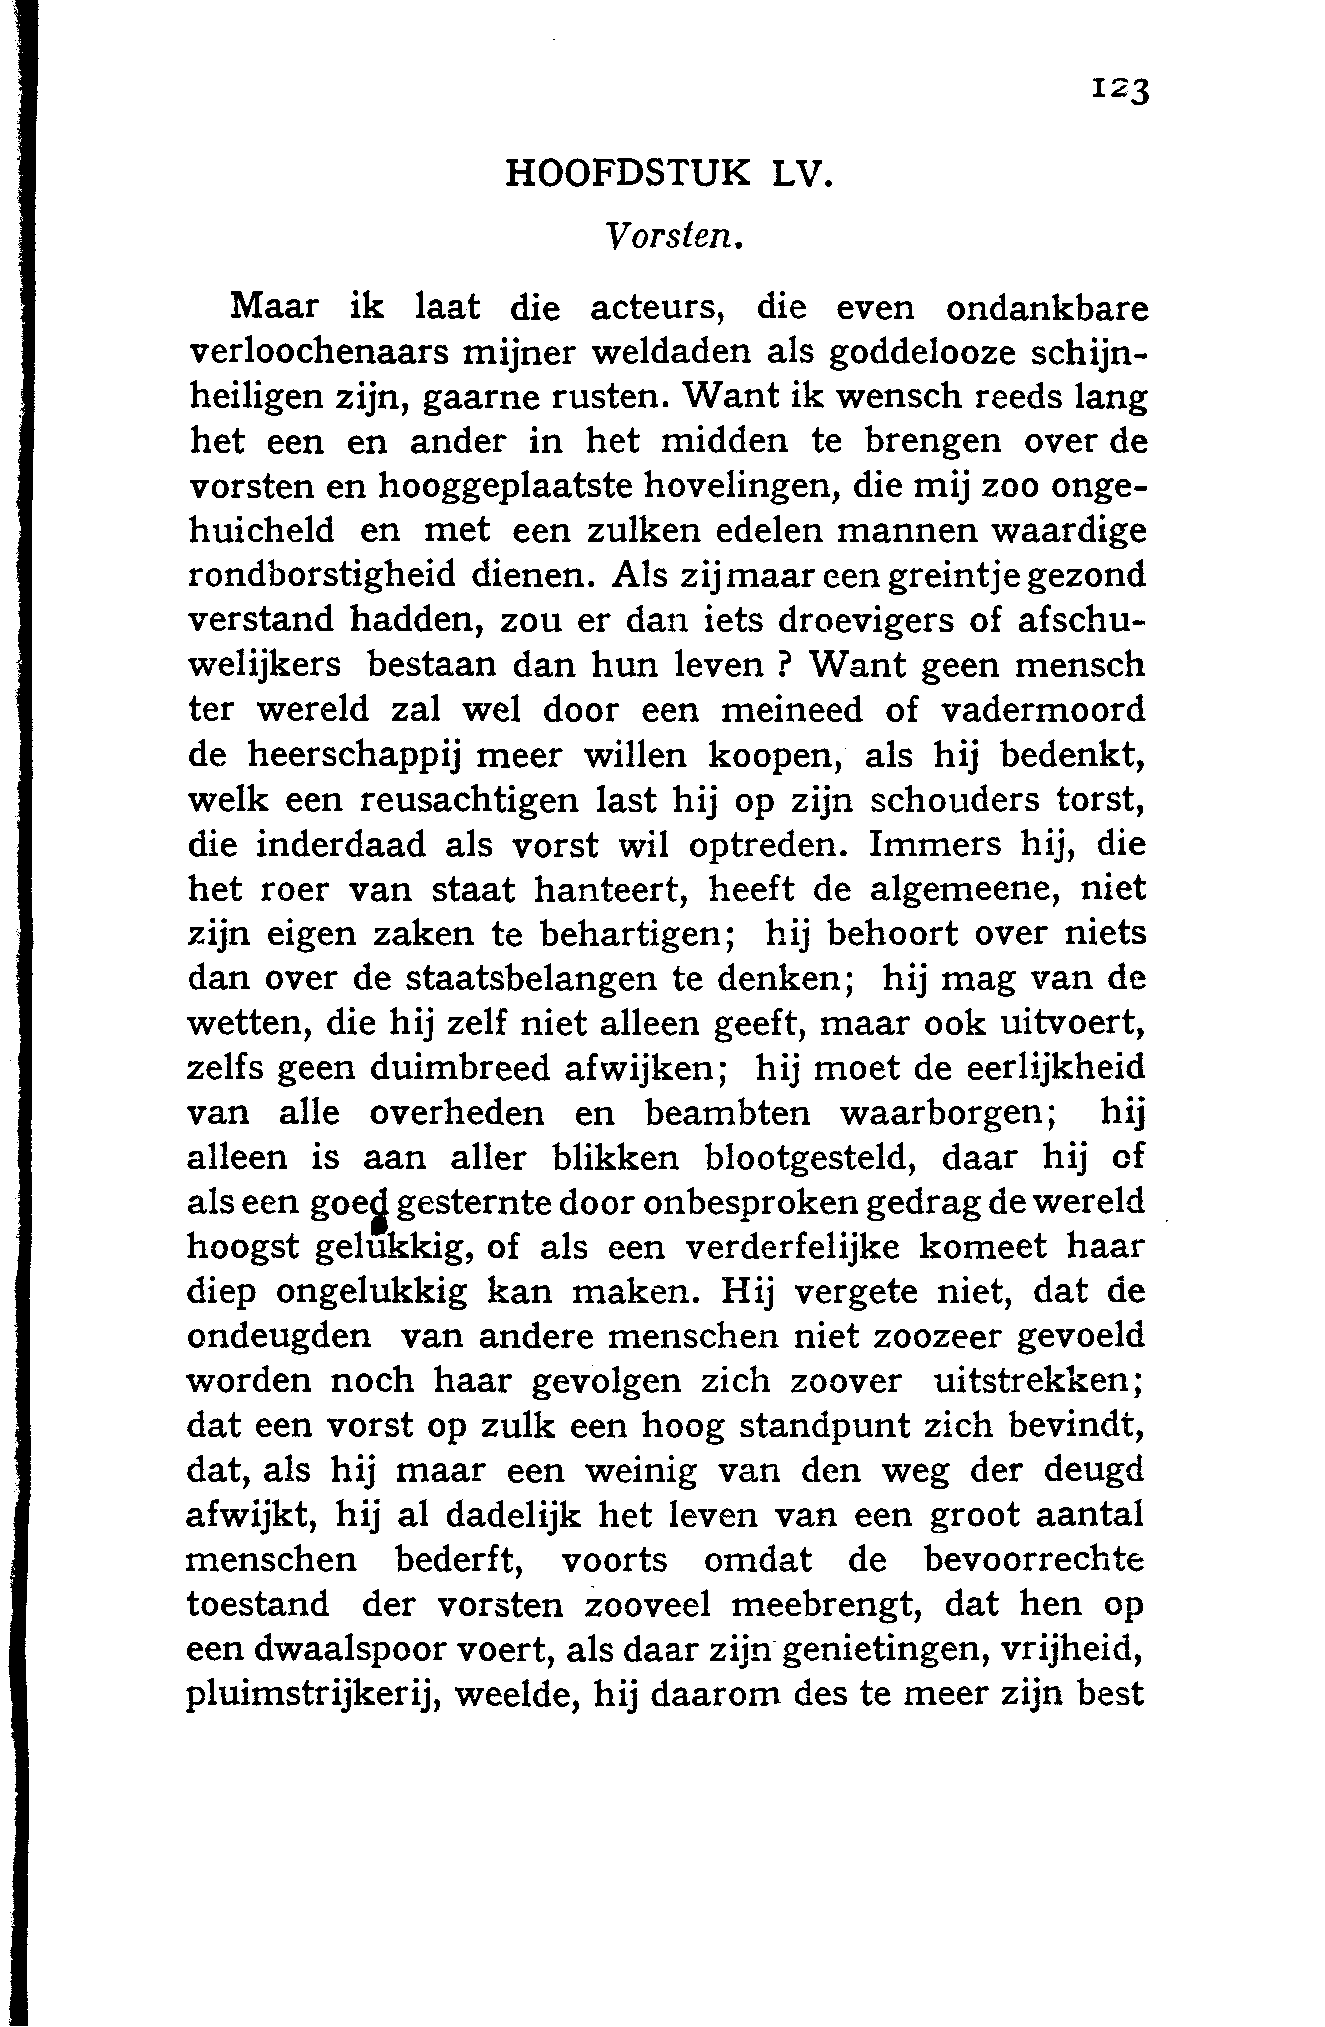 123
HOOFDSTUK LV.
Vorsten.
Maar ik laat die acteurs, die even ondankbare
verloochenaars mijner weldaden als goddelooze schijn-
heiligen zijn, gaarne rusten. Want ik wensch reeds lang
het een en ander in het midden te brengen over de
vorsten en hooggeplaatste hovelingen, die mij zoo onge-
huicheld en met een zulken edelen mannen waardige
rondborstigheid dienen. Als zij maar een greintje gezond
verstand hadden, zou er dan iets droevigers of afschu-
welijkers bestaan dan hun leven ? Want geen mensch
ter wereld zal wel door een meineed of vadermoord
de heerschappij meer willen koopen, als hij bedenkt,
welk een reusachtigen last hij op zijn schouders torst,
die inderdaad als vorst wil optreden. Immers hij, die
het roer van staat hanteert, heeft de algemeene, niet
zijn eigen zaken te behartigen; hij behoort over niets
dan over de staatsbelangen te denken; hij mag van de
wetten, die hij zelf niet alleen geeft, maar ook uitvoert,
zelfs geen duimbreed afwijken; hij moet de eerlijkheid
van alle overheden en beambten waarborgen; hij
alleen is aan aller blikken blootgesteld, daar hij of
als een goed gesternte door onbesproken gedrag de wereld
hoogst gelukkig, of als een verderfelijke komeet haar
diep ongelukkig kan maken. Hij vergete niet, dat de
ondeugden van andere menschen niet zoozeer gevoeld
worden noch haar gevolgen zich zoover uitstrekken;
dat een vorst op zulk een hoog standpunt zich bevindt,
dat, als hij maar een weinig van den weg der deugd
afwijkt, hij al dadelijk het leven van een groot aantal
menschen bederft, voorts omdat de bevoorrechte
toestand der vorsten zooveel meebrengt, dat hen op
een dwaalspoor voert, als daar zijn genietingen, vrijheid,
pluimstrijkerij, weelde, hij daarom des te meer zijn best